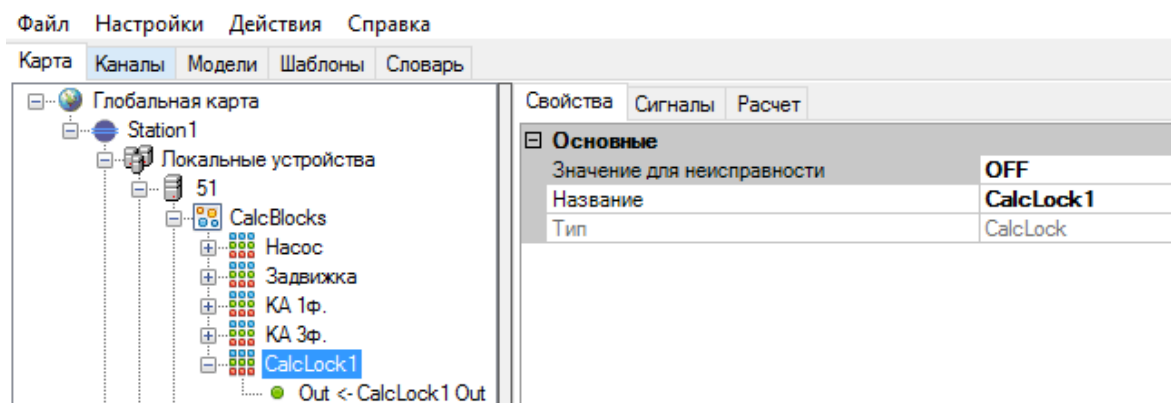 Файл Настройки Действия Справка
Карта Каналы Модели Шаблоны Словарь
Глобальная карта
Station1
Локальные устройства
51
CalcBlocks
Насос
Задвижка
КА 1ф.
КА 3ф.
CalcLock1
Out <- CalcLock1 Out
Свойства Сигналы Расчет
Основные
Значение для неисправности OFF
Название CalcLock1
Тип CalcLock